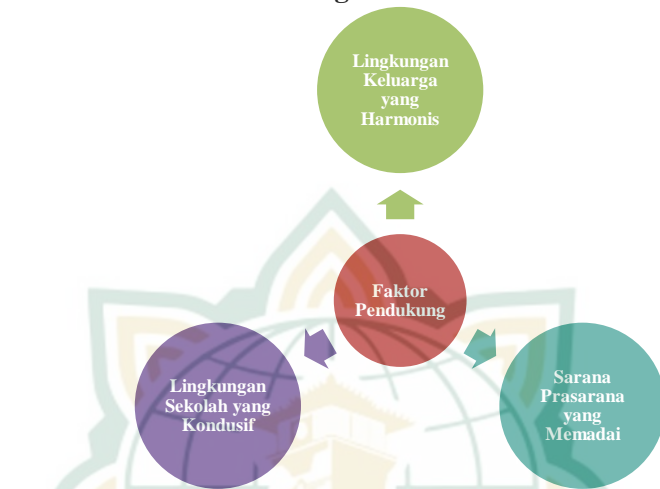 Lingkungan
Keluarga
yang
Harmonis
Faktor
Pendukung
Lingkungan
Sekolah yang
Kondusif
Sarana
Prasarana
yang
Memadai